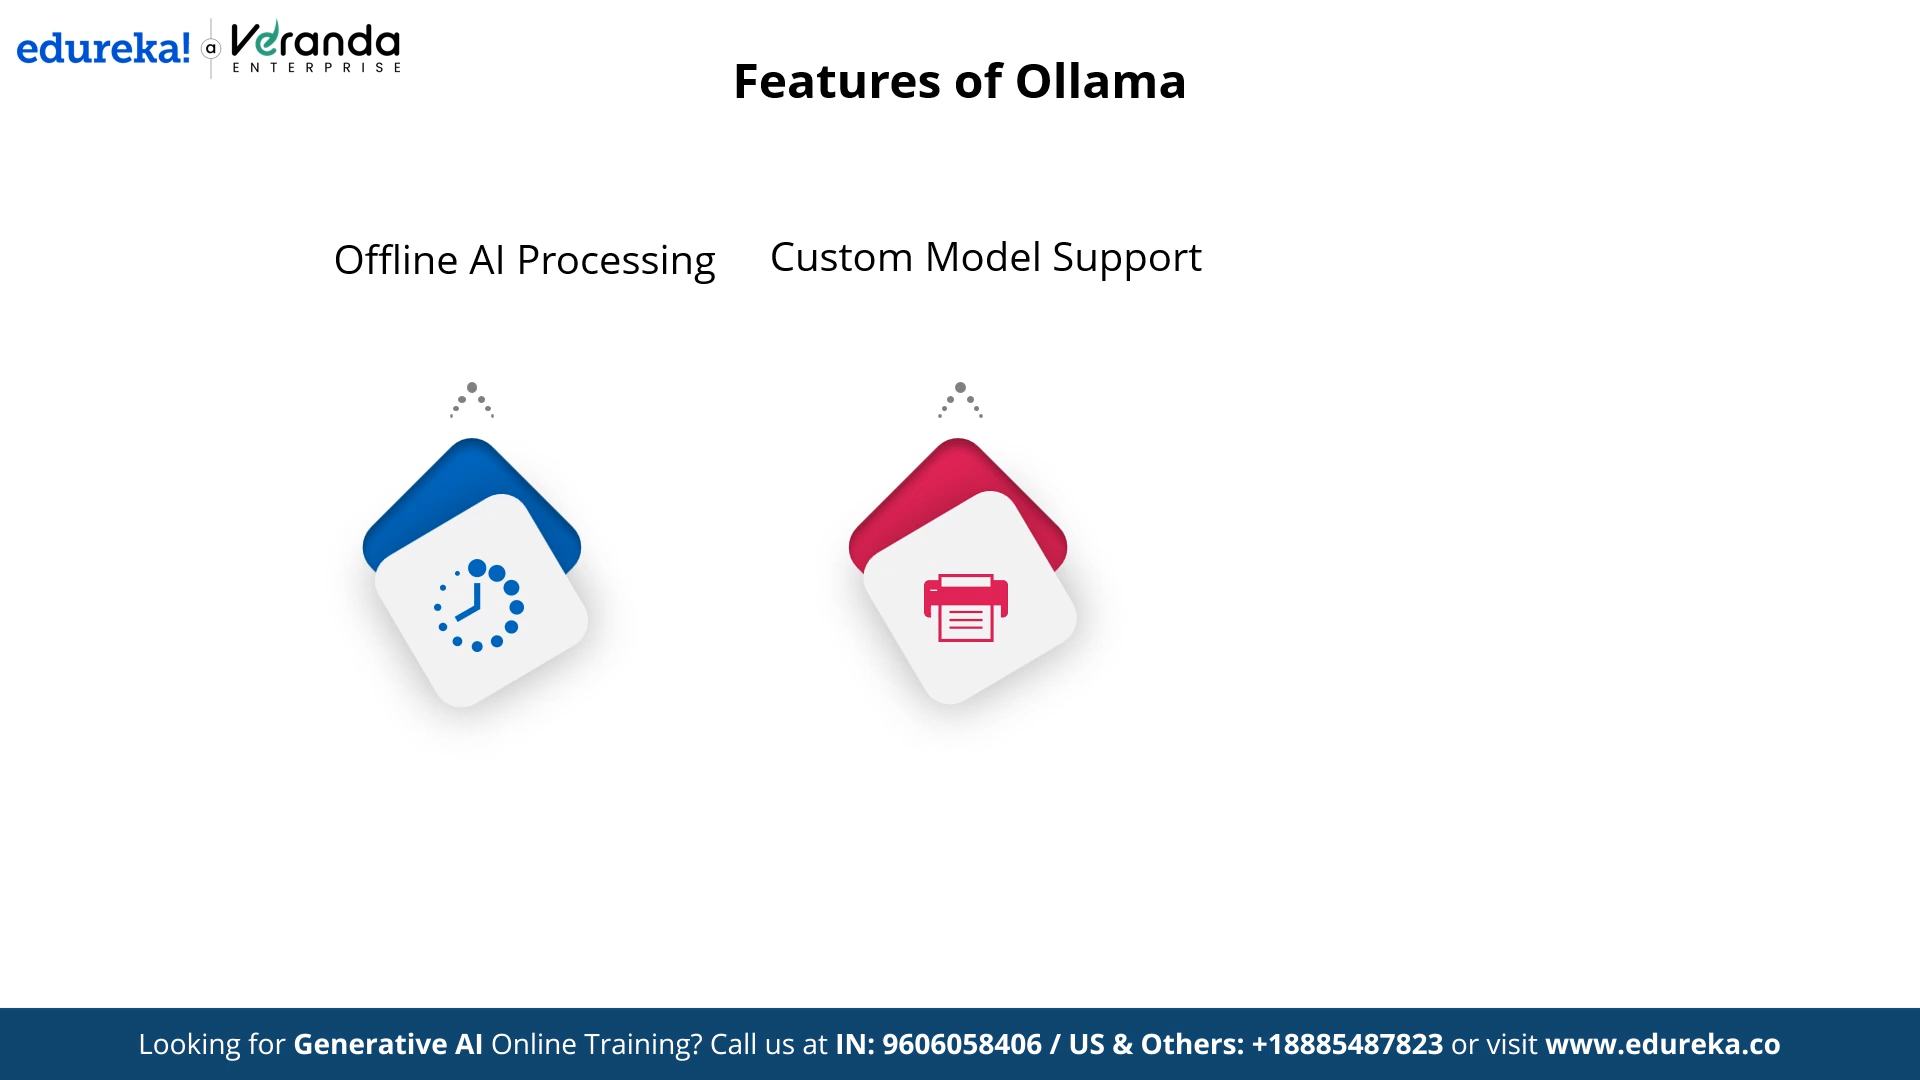 edureka! a Veranda
ENTERPRISE
Features of Ollama
Offline AI Processing
Custom Model Support
Looking for Generative AI Online Training? Call us at IN: 9606058406 / US & Others: +18885487823 or visit www.edureka.co